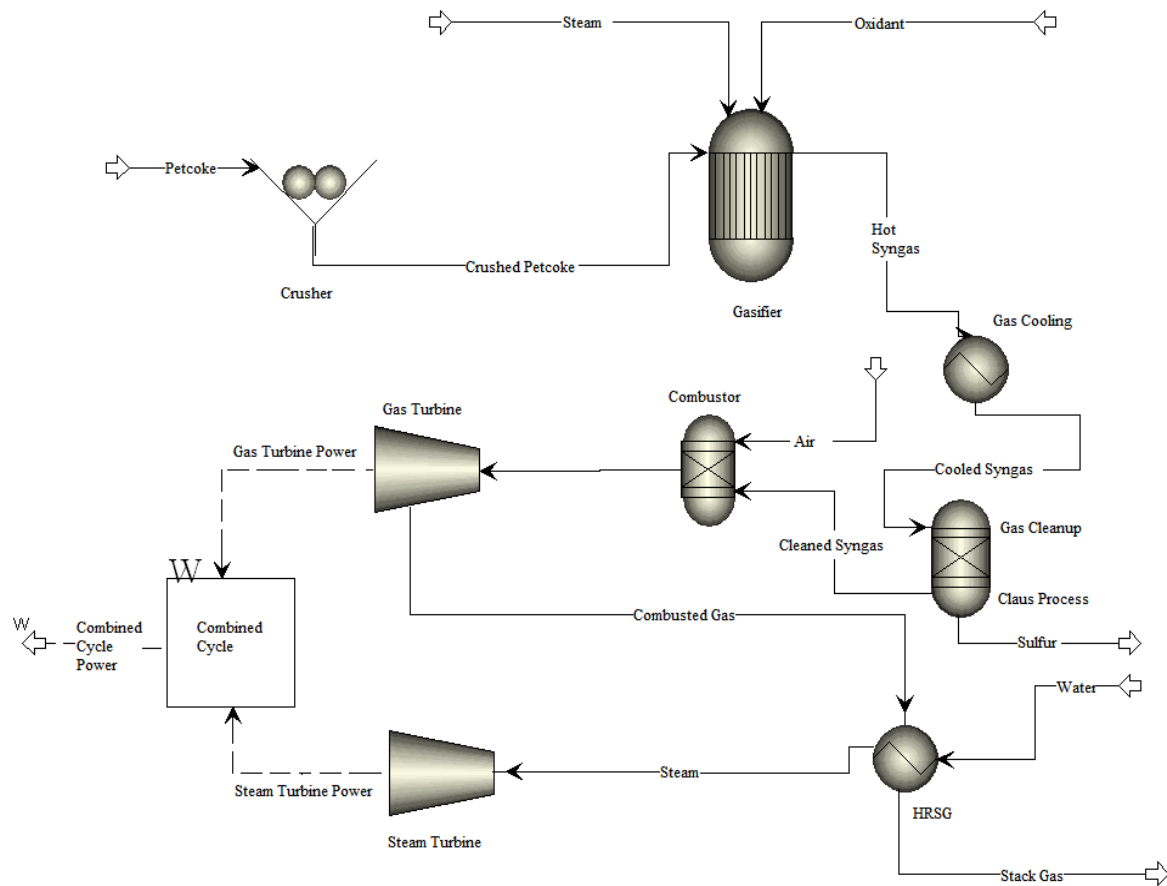 Steam
Oxidant
Petcoke
Hot
Syngas
Crushed Petcoke
Crusher
Gasifier
Gas Cooling
Combustor
Gas Turbine
Air
Gas Turbine Power
Cooled Syngas
Gas Cleanup
Cleaned Syngas
W
Claus Process
Combined Gas
W
Combined
Cycle
Power
Combined
Cycle
Sulfur
Water
Steam
Steam Turbine Power
HRSG
Steam Turbine
Stack Gas